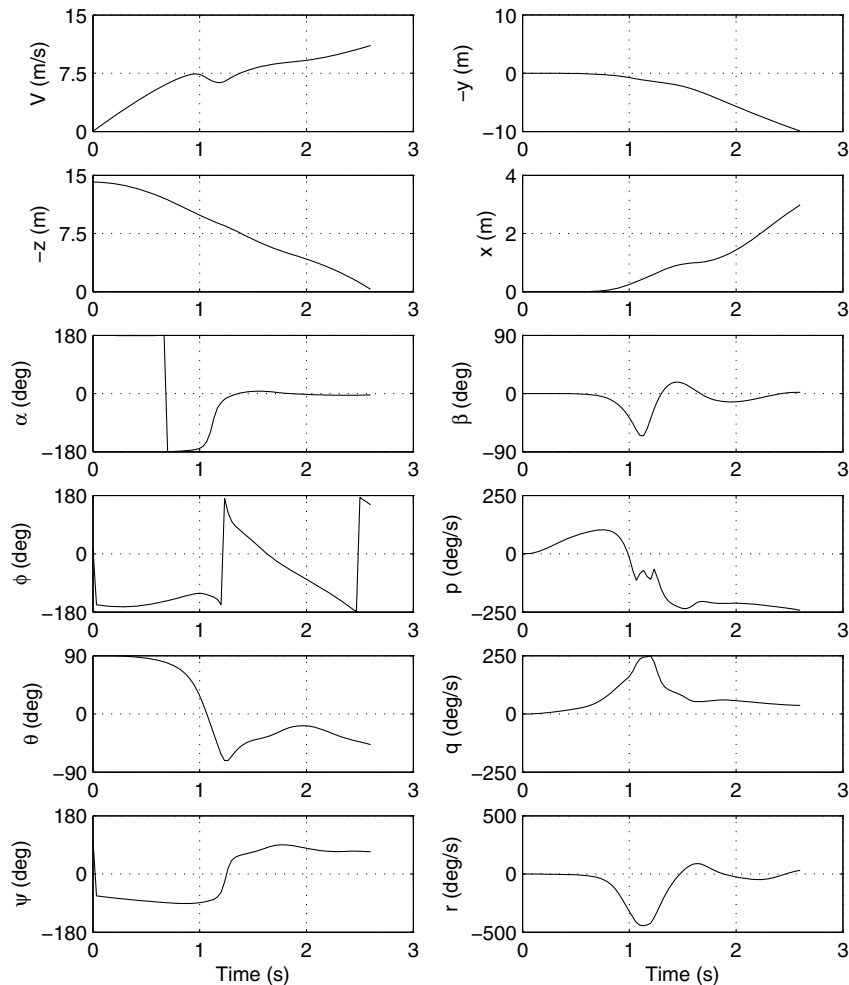 15
7.5
0
V (m/s)
0 1 2 3
10
0
−10
−y (m)
0 1 2 3
15
7.5
0
−z (m)
0 1 2 3
4
2
0
x (m)
0 1 2 3
180
0
−180
α (deg)
0 1 2 3
90
0
−90
β (deg)
0 1 2 3
180
0
−180
ϕ (deg)
0 1 2 3
250
0
−250
p (deg/s)
0 1 2 3
90
0
−90
θ (deg)
0 1 2 3
250
0
−250
q (deg/s)
0 1 2 3
180
0
−180
ψ (deg)
0 1 2 3
Time (s)
500
0
−500
r (deg/s)
0 1 2 3
Time (s)